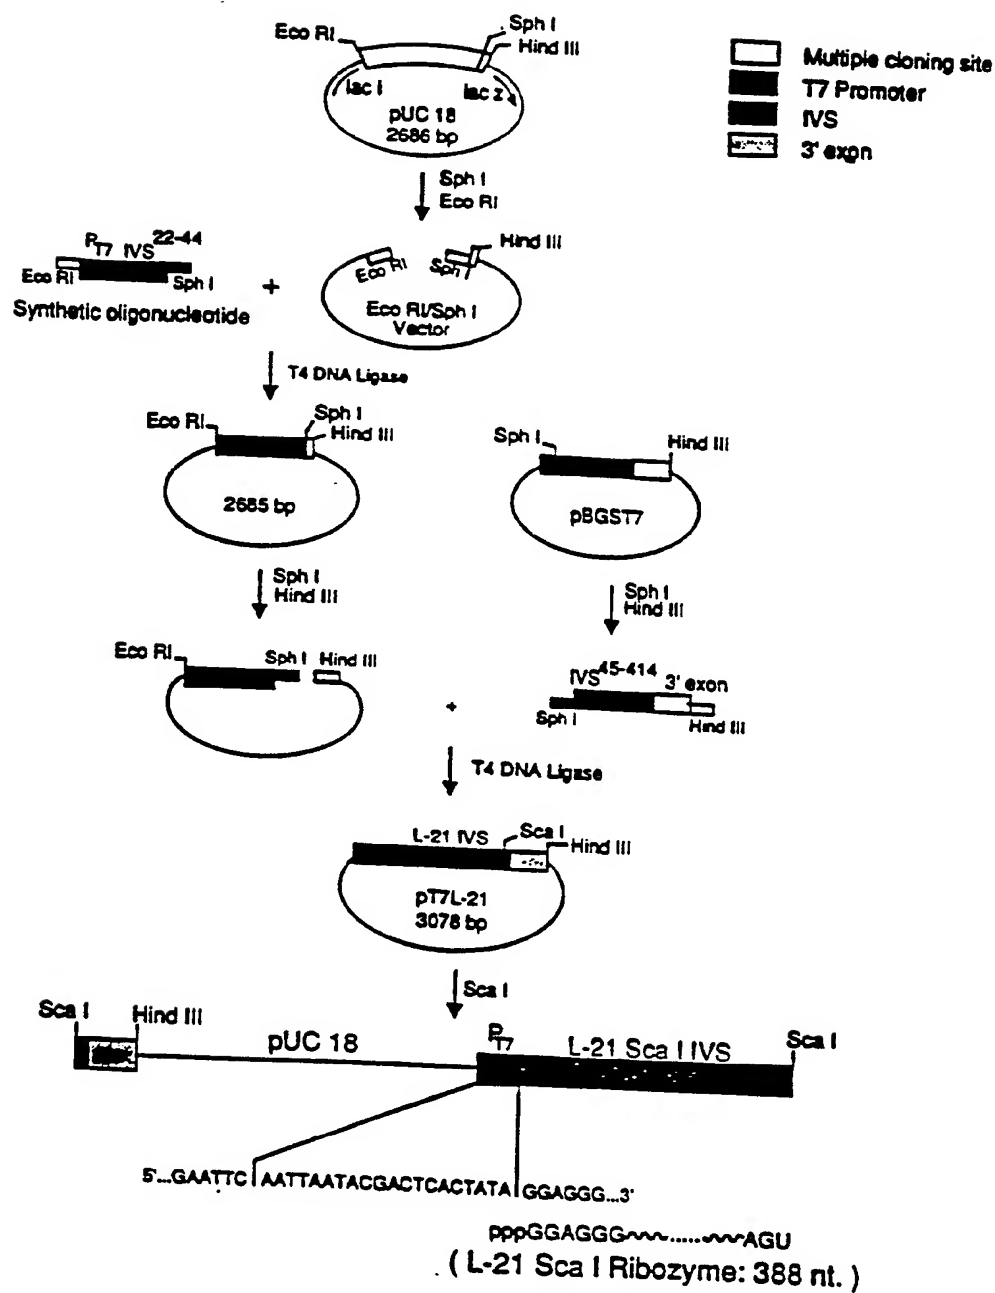 Eco RI
Sph I
Hind III
lac I
lac z
pUC 18
2686 bp
Multiple cloning site
T7 Promoter
IVS
3' exon
Sph I
Eco RI
PT7 IVS22-44
Eco RI
Sph I
Synthetic oligonucleotide
+
Hind III
Eco RI
Sph I
Eco RI/Sph I
Vector
T4 DNA Ligase
Eco RI
Sph I
Hind III
2685 bp
Sph I
Hind III
pBGST7
Sph I
Hind III
Sph I
Hind III
Eco RI
Sph I
Hind III
+
IVS45-414
3' exon
Sph I
Hind III
T4 DNA Ligase
L-21 IVS
Sca I
Hind III
pT7L-21
3078 bp
Sca I
Sca I
Hind III
pUC 18
PT7
L-21 Sca I IVS
Sca I
5'...GAATTC AATTAATACGACTCACTATA GGAGGG...3'
pppGGAGGG~~~......~~~AGU
( L-21 Sca I Ribozyme: 388 nt. )